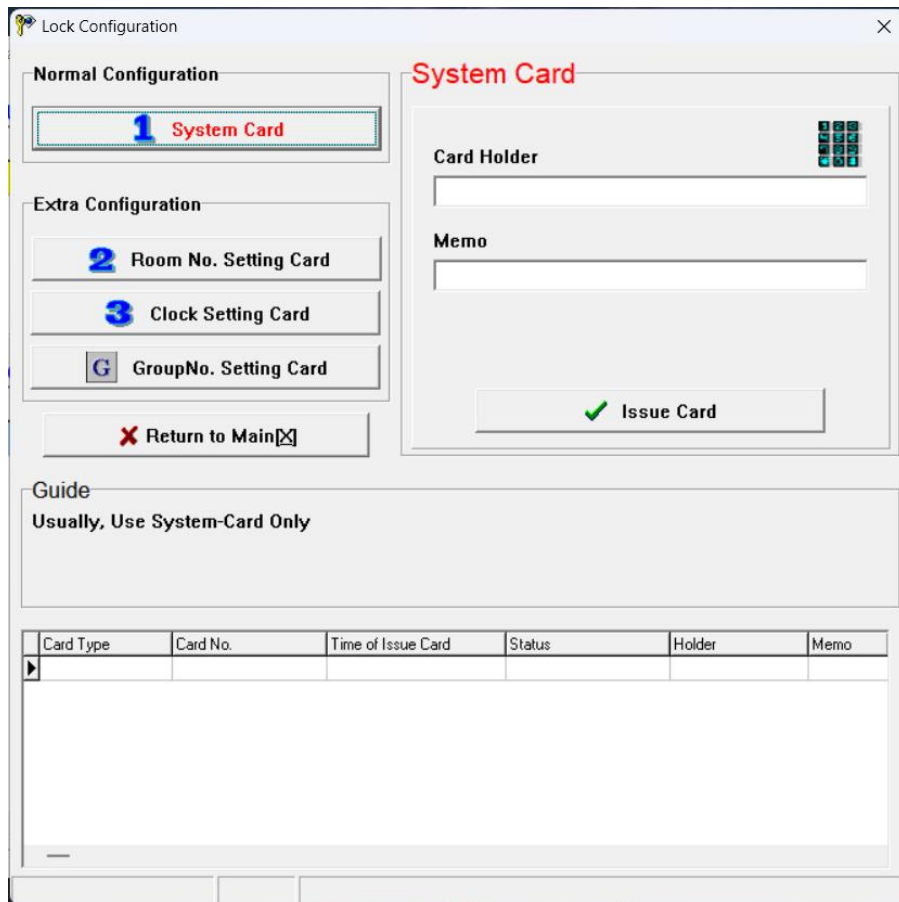 Lock Configuration
Normal Configuration
1 System Card
Extra Configuration
2 Room No. Setting Card
3 Clock Setting Card
G GroupNo. Setting Card
Return to Main[X]
System Card
Card Holder
Memo
Issue Card
Guide
Usually, Use System-Card Only
Card Type Card No. Time of Issue Card Status Holder Memo